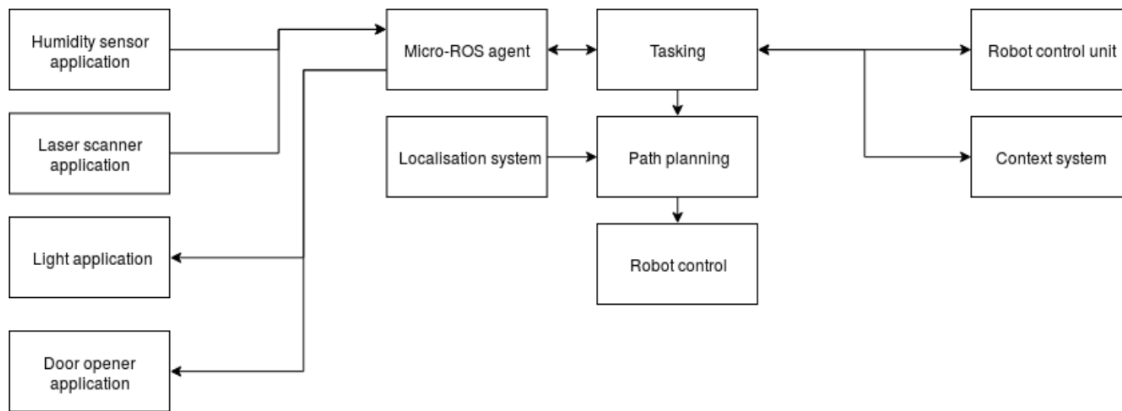 Humidity sensor
application
Micro-ROS agent
Tasking
Robot control unit
Laser scanner
application
Localisation system
Path planning
Context system
Light application
Robot control
Door opener
application